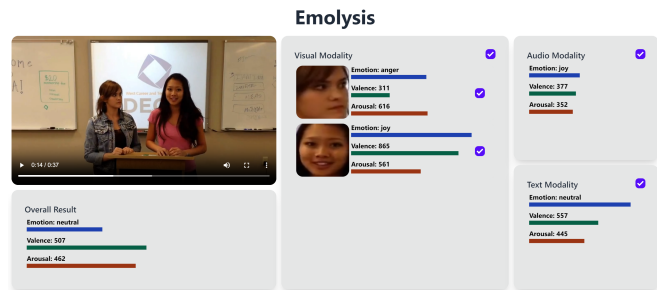 Emolysis
DEC
0:14 / 0:37
Overall Result
Emotion: neutral
Valence: 507
Arousal: 462
Visual Modality
Emotion: anger
Valence: 311
Arousal: 616
Emotion: joy
Valence: 865
Arousal: 561
Audio Modality
Emotion: joy
Valence: 377
Arousal: 352
Text Modality
Emotion: neutral
Valence: 557
Arousal: 445